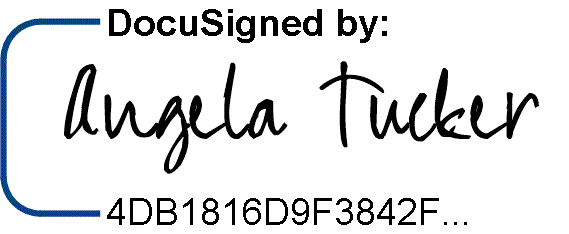 DocuSigned by:
Angela Tucker
4DB1816D9F3842F...